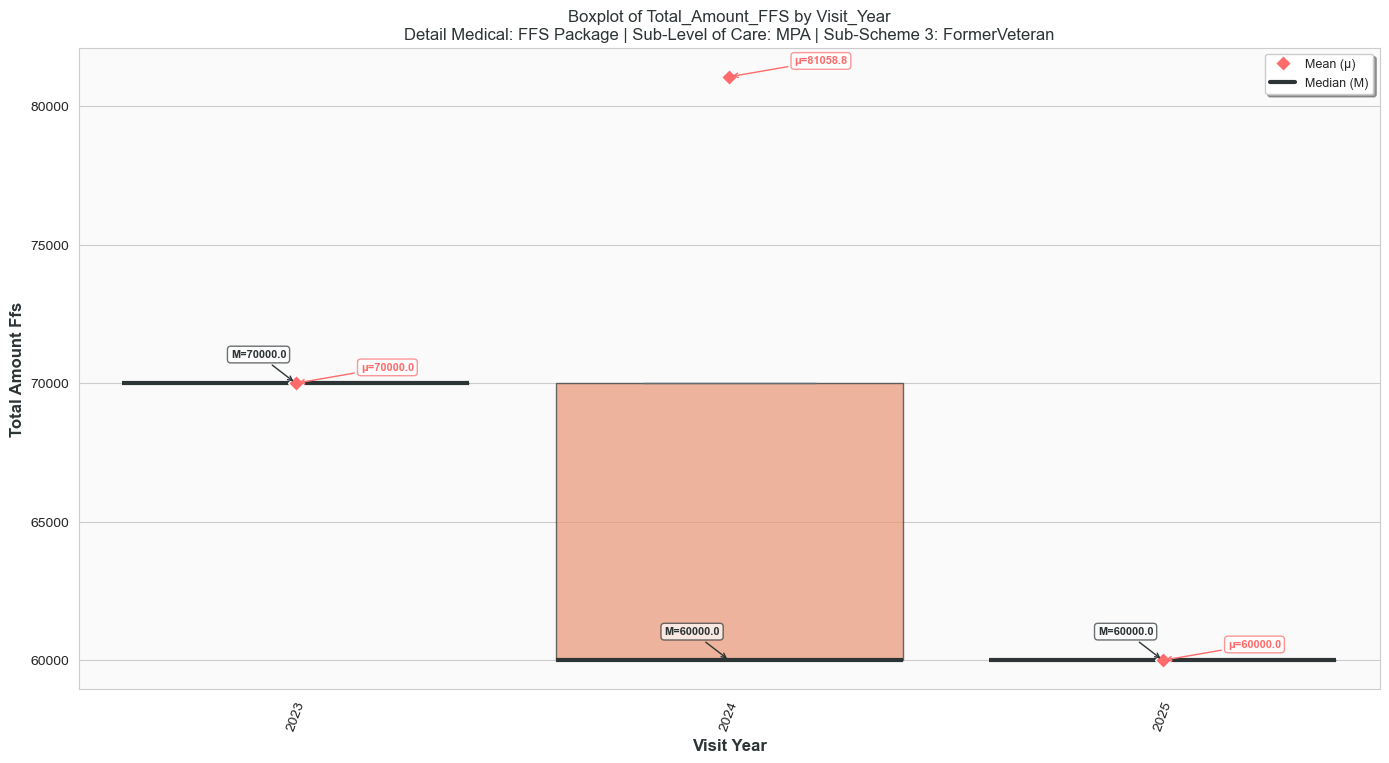 Boxplot of Total_Amount_FFS by Visit_Year
Detail Medical: FFS Package | Sub-Level of Care: MPA | Sub-Scheme 3: FormerVeteran
μ=81058.8
Mean (μ)
Median (M)
80000
75000
M=70000.0
μ=70000.0
70000
65000
M=60000.0
M=60000.0
μ=60000.0
60000
Total Amount Ffs
2023
2024
2025
Visit Year